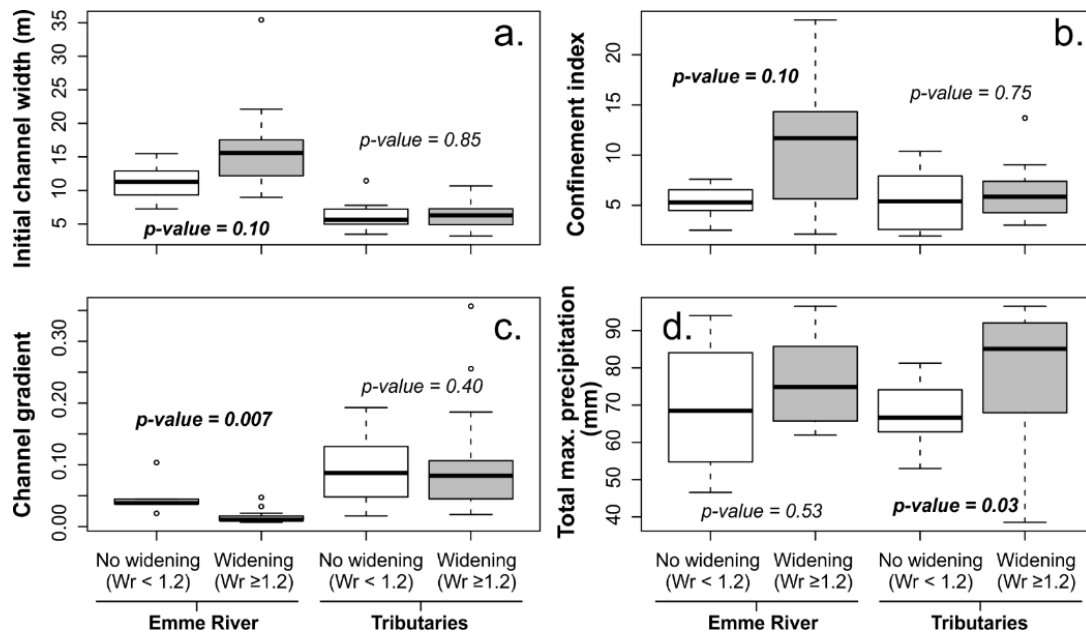 Initial channel width (m)
35
30
25
20
15
10
5
a.
p-value = 0.10
p-value = 0.85
Confinement index
20
15
10
5
b.
p-value = 0.10
p-value = 0.75
Channel gradient
0.30
0.20
0.10
0.00
c.
p-value = 0.007
p-value = 0.40
No widening
(Wr < 1.2)
Widening
(Wr ≥1.2)
No widening
(Wr < 1.2)
Widening
(Wr ≥1.2)
Emme River
Tributaries
Total max. precipitation
(mm)
90
80
70
60
50
40
d.
p-value = 0.53
p-value = 0.03
No widening
(Wr < 1.2)
Widening
(Wr ≥1.2)
No widening
(Wr < 1.2)
Widening
(Wr ≥1.2)
Emme River
Tributaries